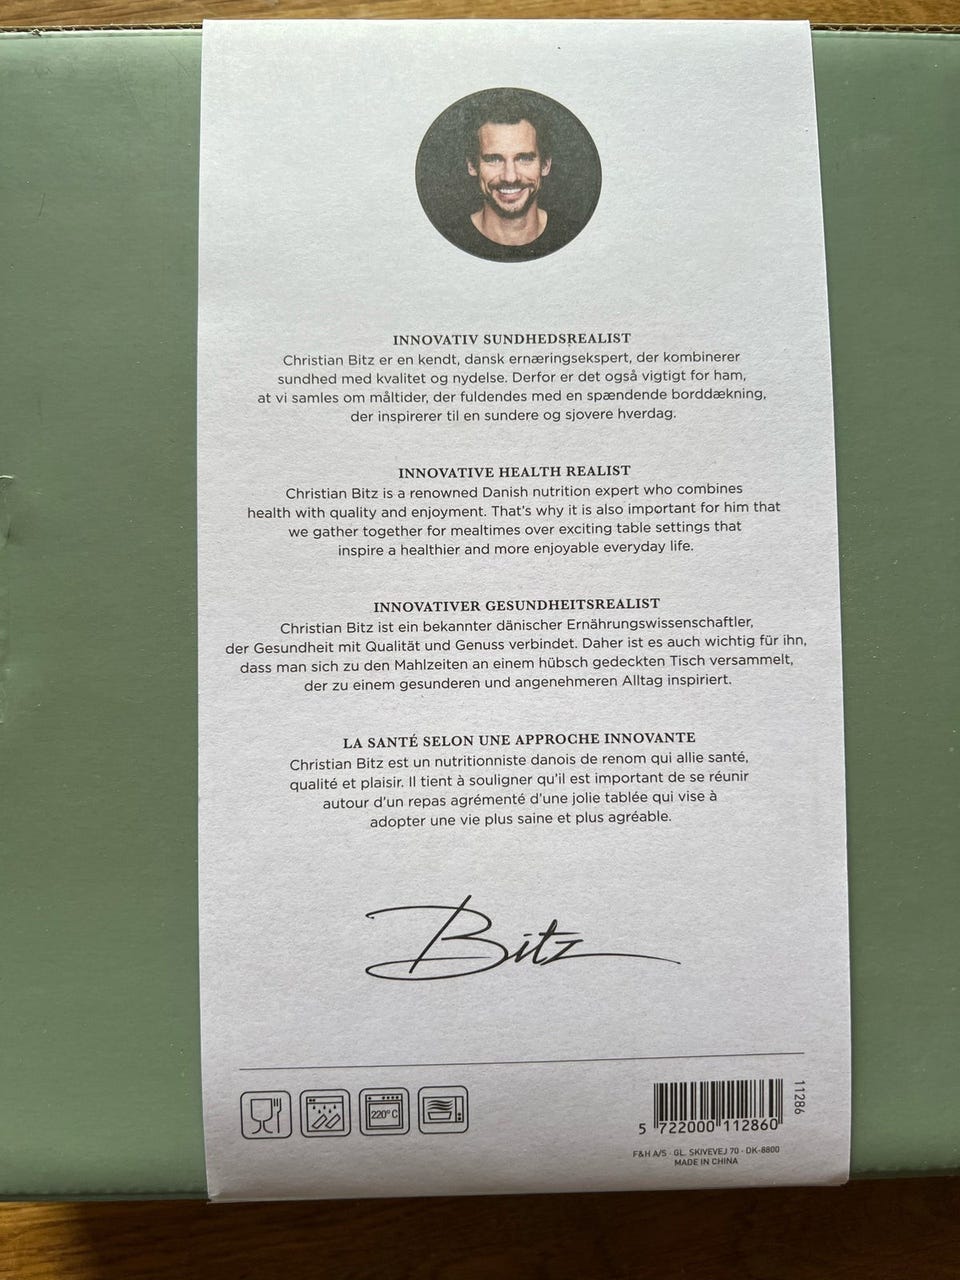 INNOVATIV SUNDHEDSREALIST
Christian Bitz er en kendt, dansk ernæringsekspert, der kombinerer
sundhed med kvalitet og nydelse. Derfor er det også vigtigt for ham,
at vi samles om måltider, der fuldendes med en spændende borddækning,
der inspirerer til en sundere og sjovere hverdag.
INNOVATIVE HEALTH REALIST
Christian Bitz is a renowned Danish nutrition expert who combines
health with quality and enjoyment. That's why it is also important for him that
we gather together for mealtimes over exciting table settings that
inspire a healthier and more enjoyable everyday life.
INNOVATIVER GESUNDHEITSREALIST
Christian Bitz ist ein bekannter dänischer Ernährungswissenschaftler,
der Gesundheit mit Qualität und Genuss verbindet. Daher ist es auch wichtig für ihn,
dass man sich zu den Mahlzeiten an einem hübsch gedeckten Tisch versammelt,
der zu einem gesunderen und angenehmeren Alltag inspiriert.
LA SANTÉ SELON UNE APPROCHE INNOVANTE
Christian Bitz est un nutritionniste danois de renom qui allie santé,
qualité et plaisir. Il tient à souligner qu'il est important de se réunir
autour d'un repas agrémenté d'une jolie tablée qui vise à
adopter une vie plus saine et plus agréable.
Bitz
220°C
11286
5 722000 112860
F&H A/S · GL. SKIVEVEJ 70 · DK-8800
MADE IN CHINA